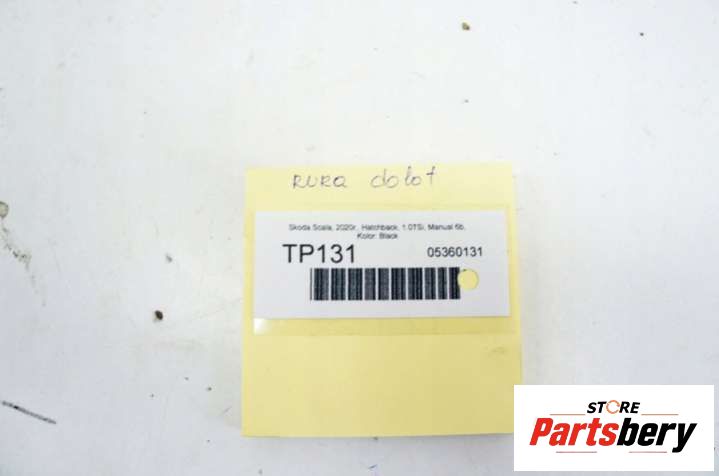 RURA dolot
Skoda Scala, 2020r., Hatchback, 1.0TSi, Manual 6b,
Kolor: Black
TP131 05360131
STORE
Partsbery